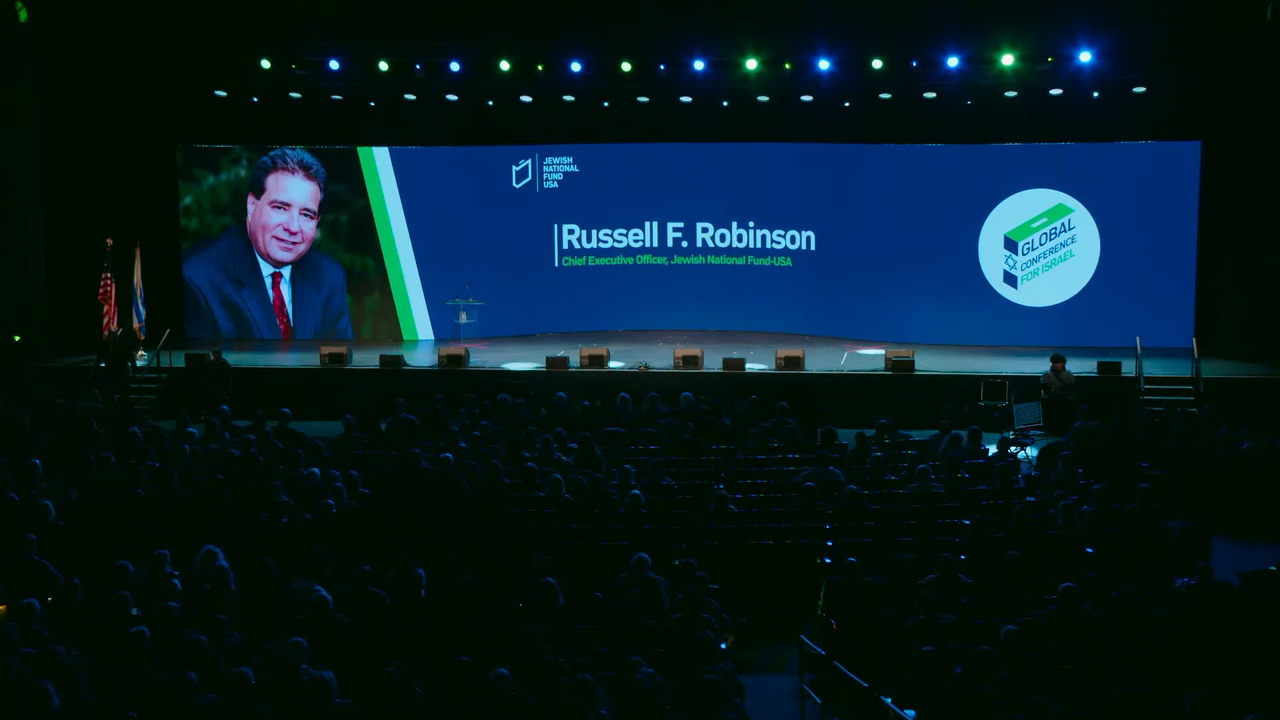 JEWISH
NATIONAL
FUND
USA
Russell F. Robinson
Chief Executive Officer, Jewish National Fund-USA
GLOBAL
CONFERENCE
FOR ISRAEL